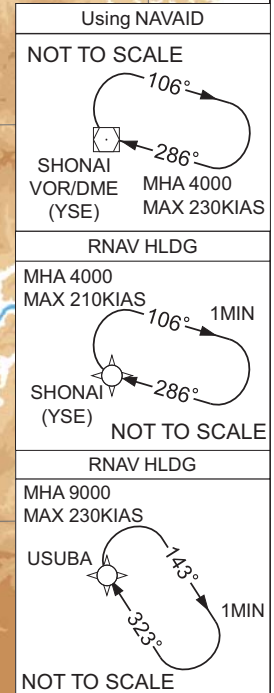 Using NAVAID
NOT TO SCALE
106°
286°
SHONAI
VOR/DME
(YSE)
MHA 4000
MAX 230KIAS
RNAV HLDG
MHA 4000
MAX 210KIAS
106°
1MIN
286°
SHONAI
(YSE)
NOT TO SCALE
RNAV HLDG
MHA 9000
MAX 230KIAS
USUBA
143°
1MIN
323°
NOT TO SCALE